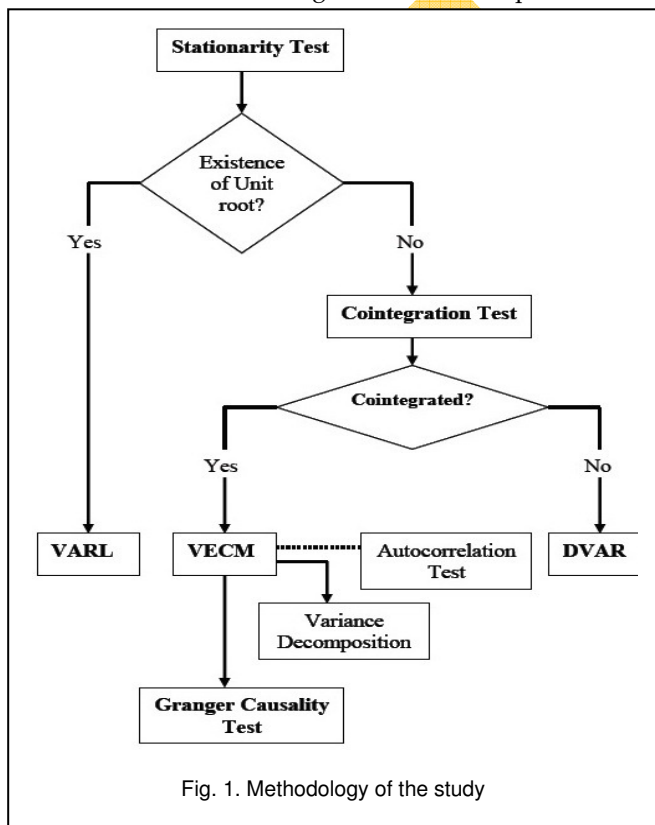 Stationarity Test
Existence
of Unit
root?
Yes
No
Cointegration Test
Cointegrated?
Yes
No
VARL
VECM
Autocorrelation
Test
DVAR
Variance
Decomposition
Granger Causality
Test
Fig. 1. Methodology of the study